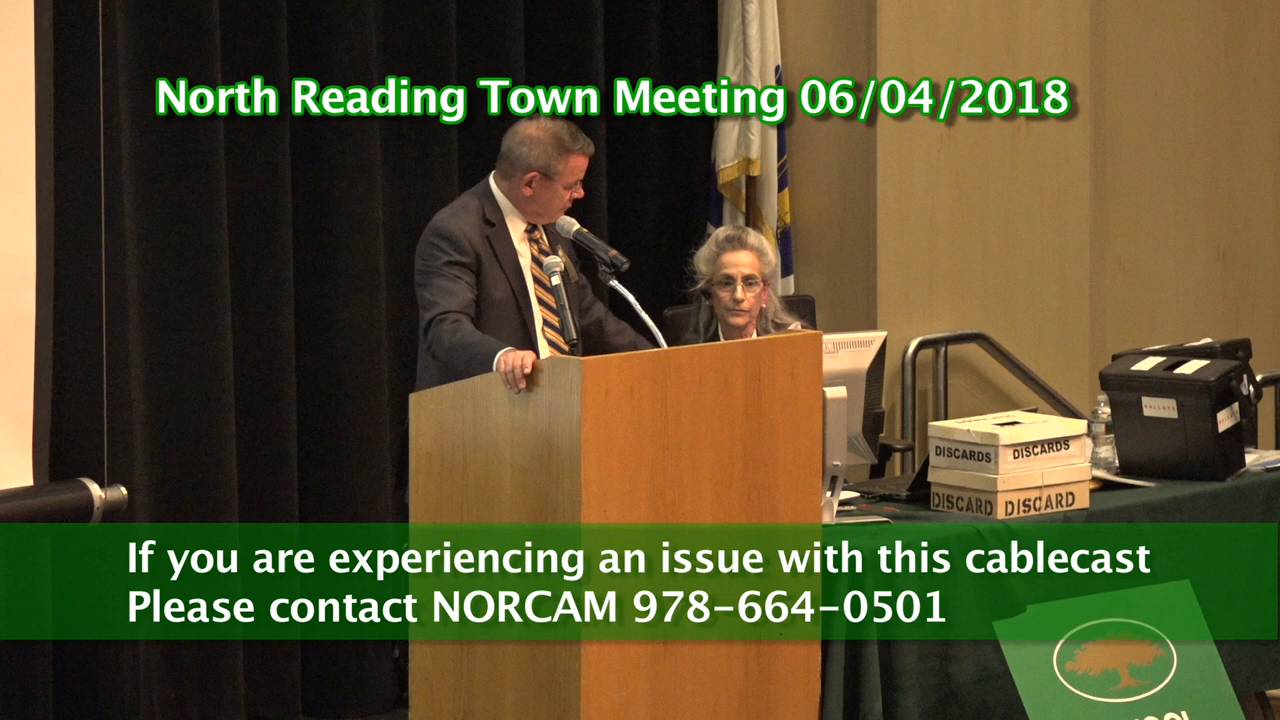 North Reading Town Meeting 06/04/2018
BALLOTS
DISCARDS DISCARDS
DISCARD DISCARD
If you are experiencing an issue with this cablecast
Please contact NORCAM 978-664-0501